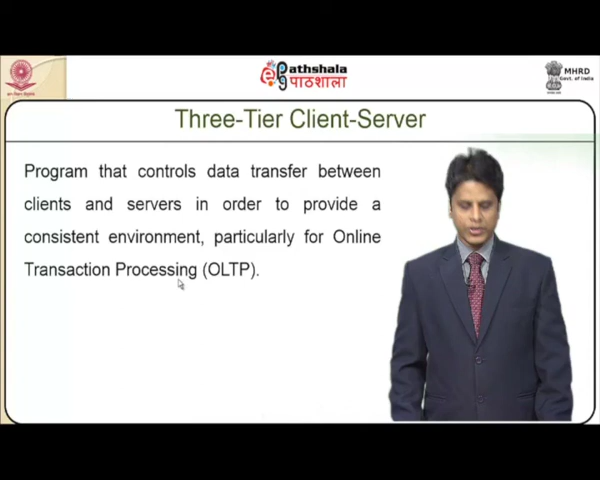 Pathshala
पाठशाला
MHRD
Govt. of India
Three-Tier Client-Server
Program that controls data transfer between
clients and servers in order to provide a
consistent environment, particularly for Online
Transaction Processing (OLTP).